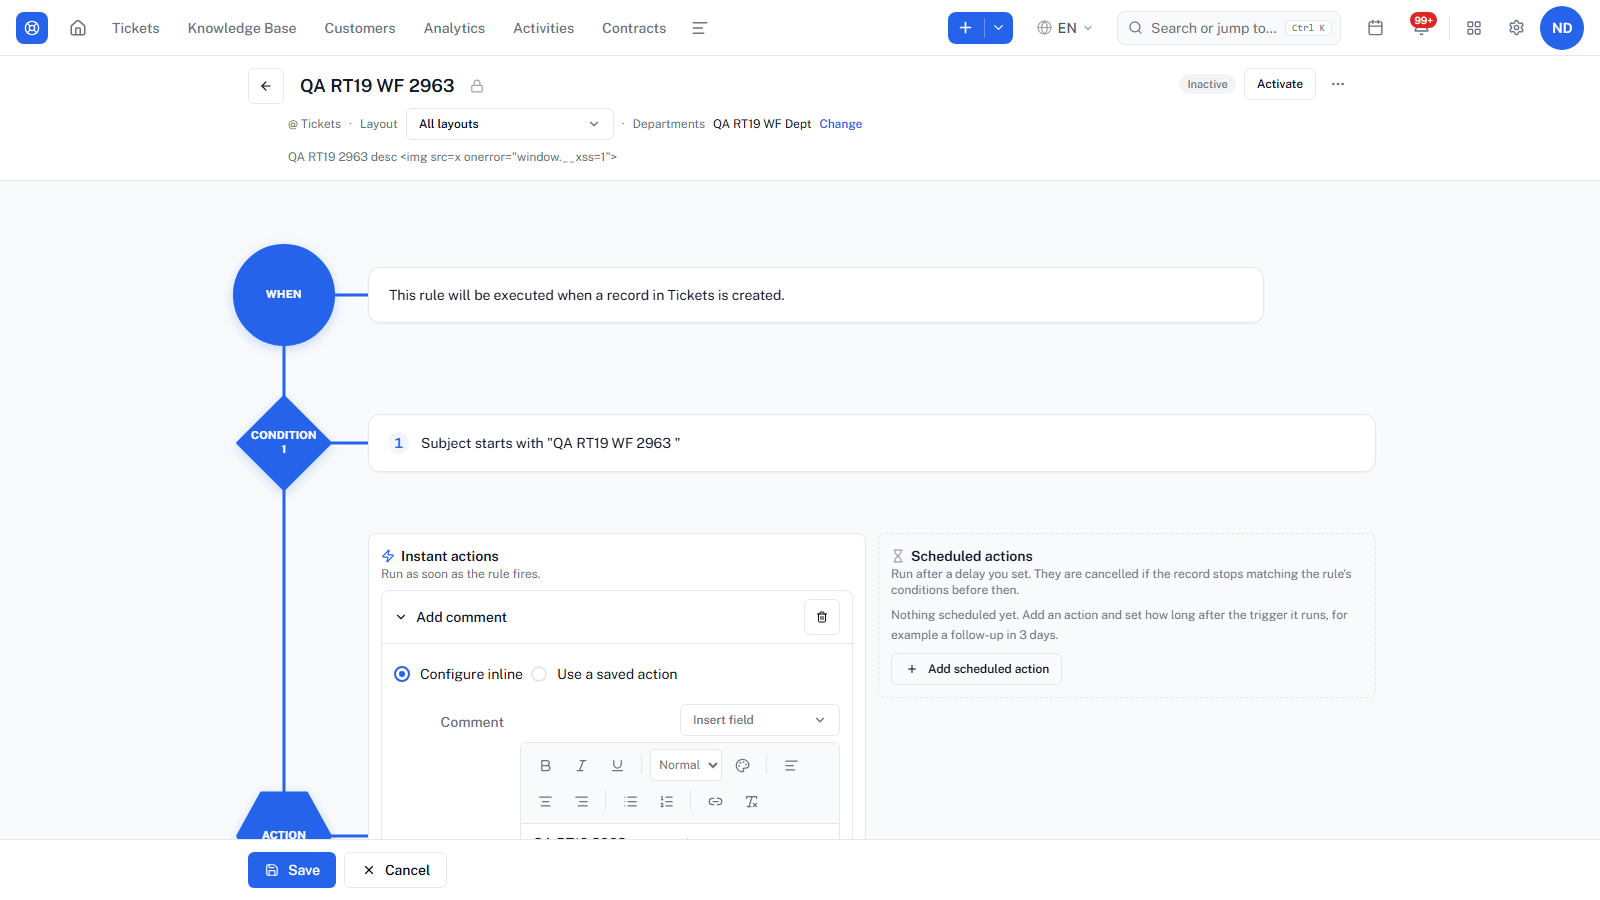 Tickets
Knowledge Base
Customers
Analytics
Activities
Contracts
EN
Search or jump to...
Ctrl K
99+
ND
QA RT19 WF 2963
Inactive
Activate
@ Tickets · Layout
All layouts
· Departments QA RT19 WF Dept Change
QA RT19 2963 desc <img src=x onerror="window.__xss=1">
WHEN
This rule will be executed when a record in Tickets is created.
CONDITION
1
1
Subject starts with "QA RT19 WF 2963 "
Instant actions
Run as soon as the rule fires.
Add comment
Configure inline
Use a saved action
Comment
Insert field
Normal
Scheduled actions
Run after a delay you set. They are cancelled if the record stops matching the rule's
conditions before then.
Nothing scheduled yet. Add an action and set how long after the trigger it runs, for
example a follow-up in 3 days.
Add scheduled action
ACTION
Save
Cancel